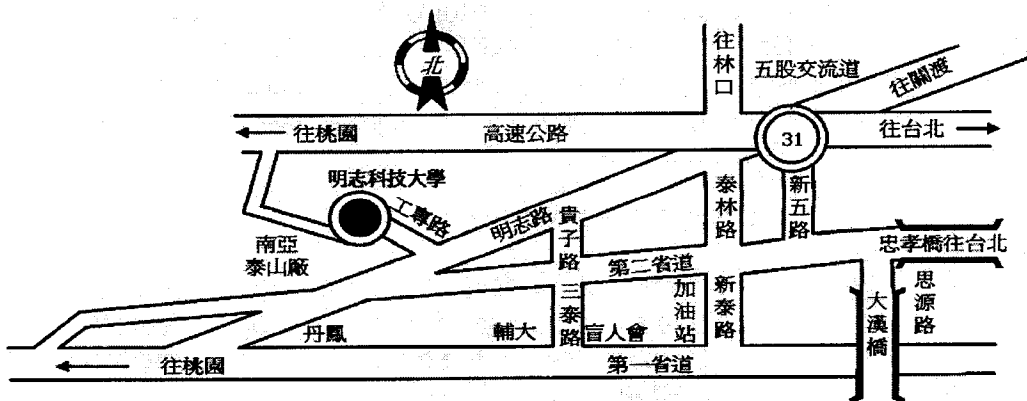 往林口
北
五股交流道
往關渡
往桃園
高速公路
31
往台北
明志科技大學
工專路
明志路
貴子路
泰林路
新五路
南亞
泰山廠
第二省道
忠孝橋往台北
三泰路
加油站
新泰路
大漢橋
思源路
丹鳳
輔大
盲人會
往桃園
第一省道